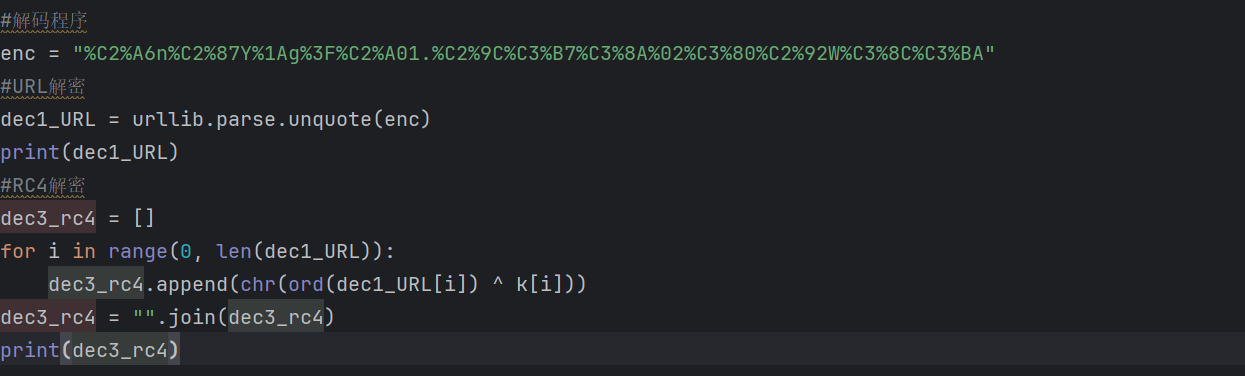 #解码程序
enc = "%C2%A6n%C2%87Y%1Ag%3F%C2%A01.%C2%9C%C3%B7%C3%8A%02%C3%80%C2%92W%C3%8C%C3%BA"
#URL解密
dec1_URL = urllib.parse.unquote(enc)
print(dec1_URL)
#RC4解密
dec3_rc4 = []
for i in range(0, len(dec1_URL)):
    dec3_rc4.append(chr(ord(dec1_URL[i]) ^ k[i]))
dec3_rc4 = "".join(dec3_rc4)
print(dec3_rc4)